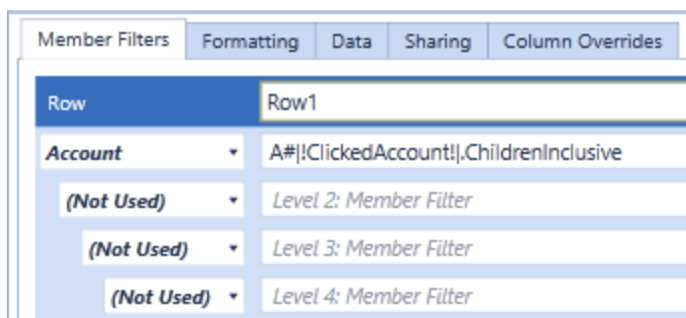 Member Filters Formatting Data Sharing Column Overrides
Row Row1
Account A#|!ClickedAccount!|.ChildrenInclusive
(Not Used) Level 2: Member Filter
(Not Used) Level 3: Member Filter
(Not Used) Level 4: Member Filter